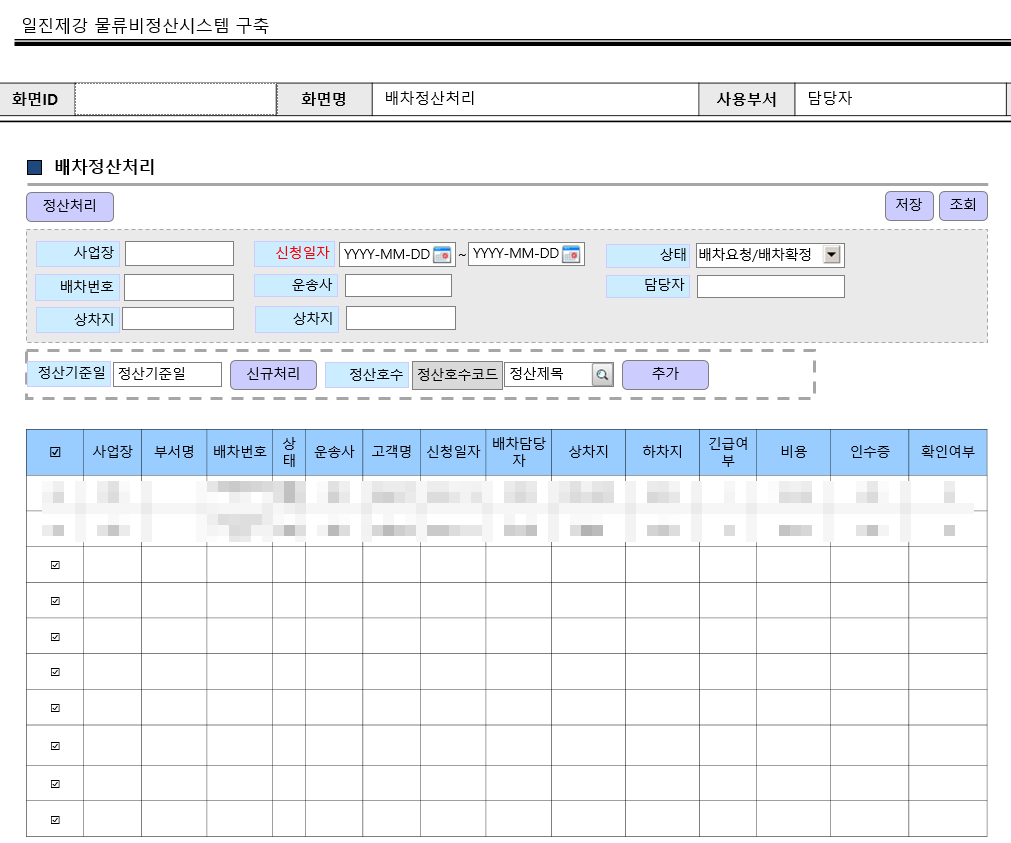 일진제강 물류비정산시스템 구축
화면ID 화면명 배차정산처리 사용부서 담당자
배차정산처리
정산처리 저장 조회
사업장 신청일자 YYYY-MM-DD ~ YYYY-MM-DD 상태 배차요청/배차확정
배차번호 운송사 담당자
상차지 상차지
정산기준일 정산기준일 신규처리 정산호수 정산호수코드 정산제목 추가
사업장 부서명 배차번호 상태 운송사 고객명 신청일자 배차담당자 상차지 하차지 긴급여부 비용 인수증 확인여부